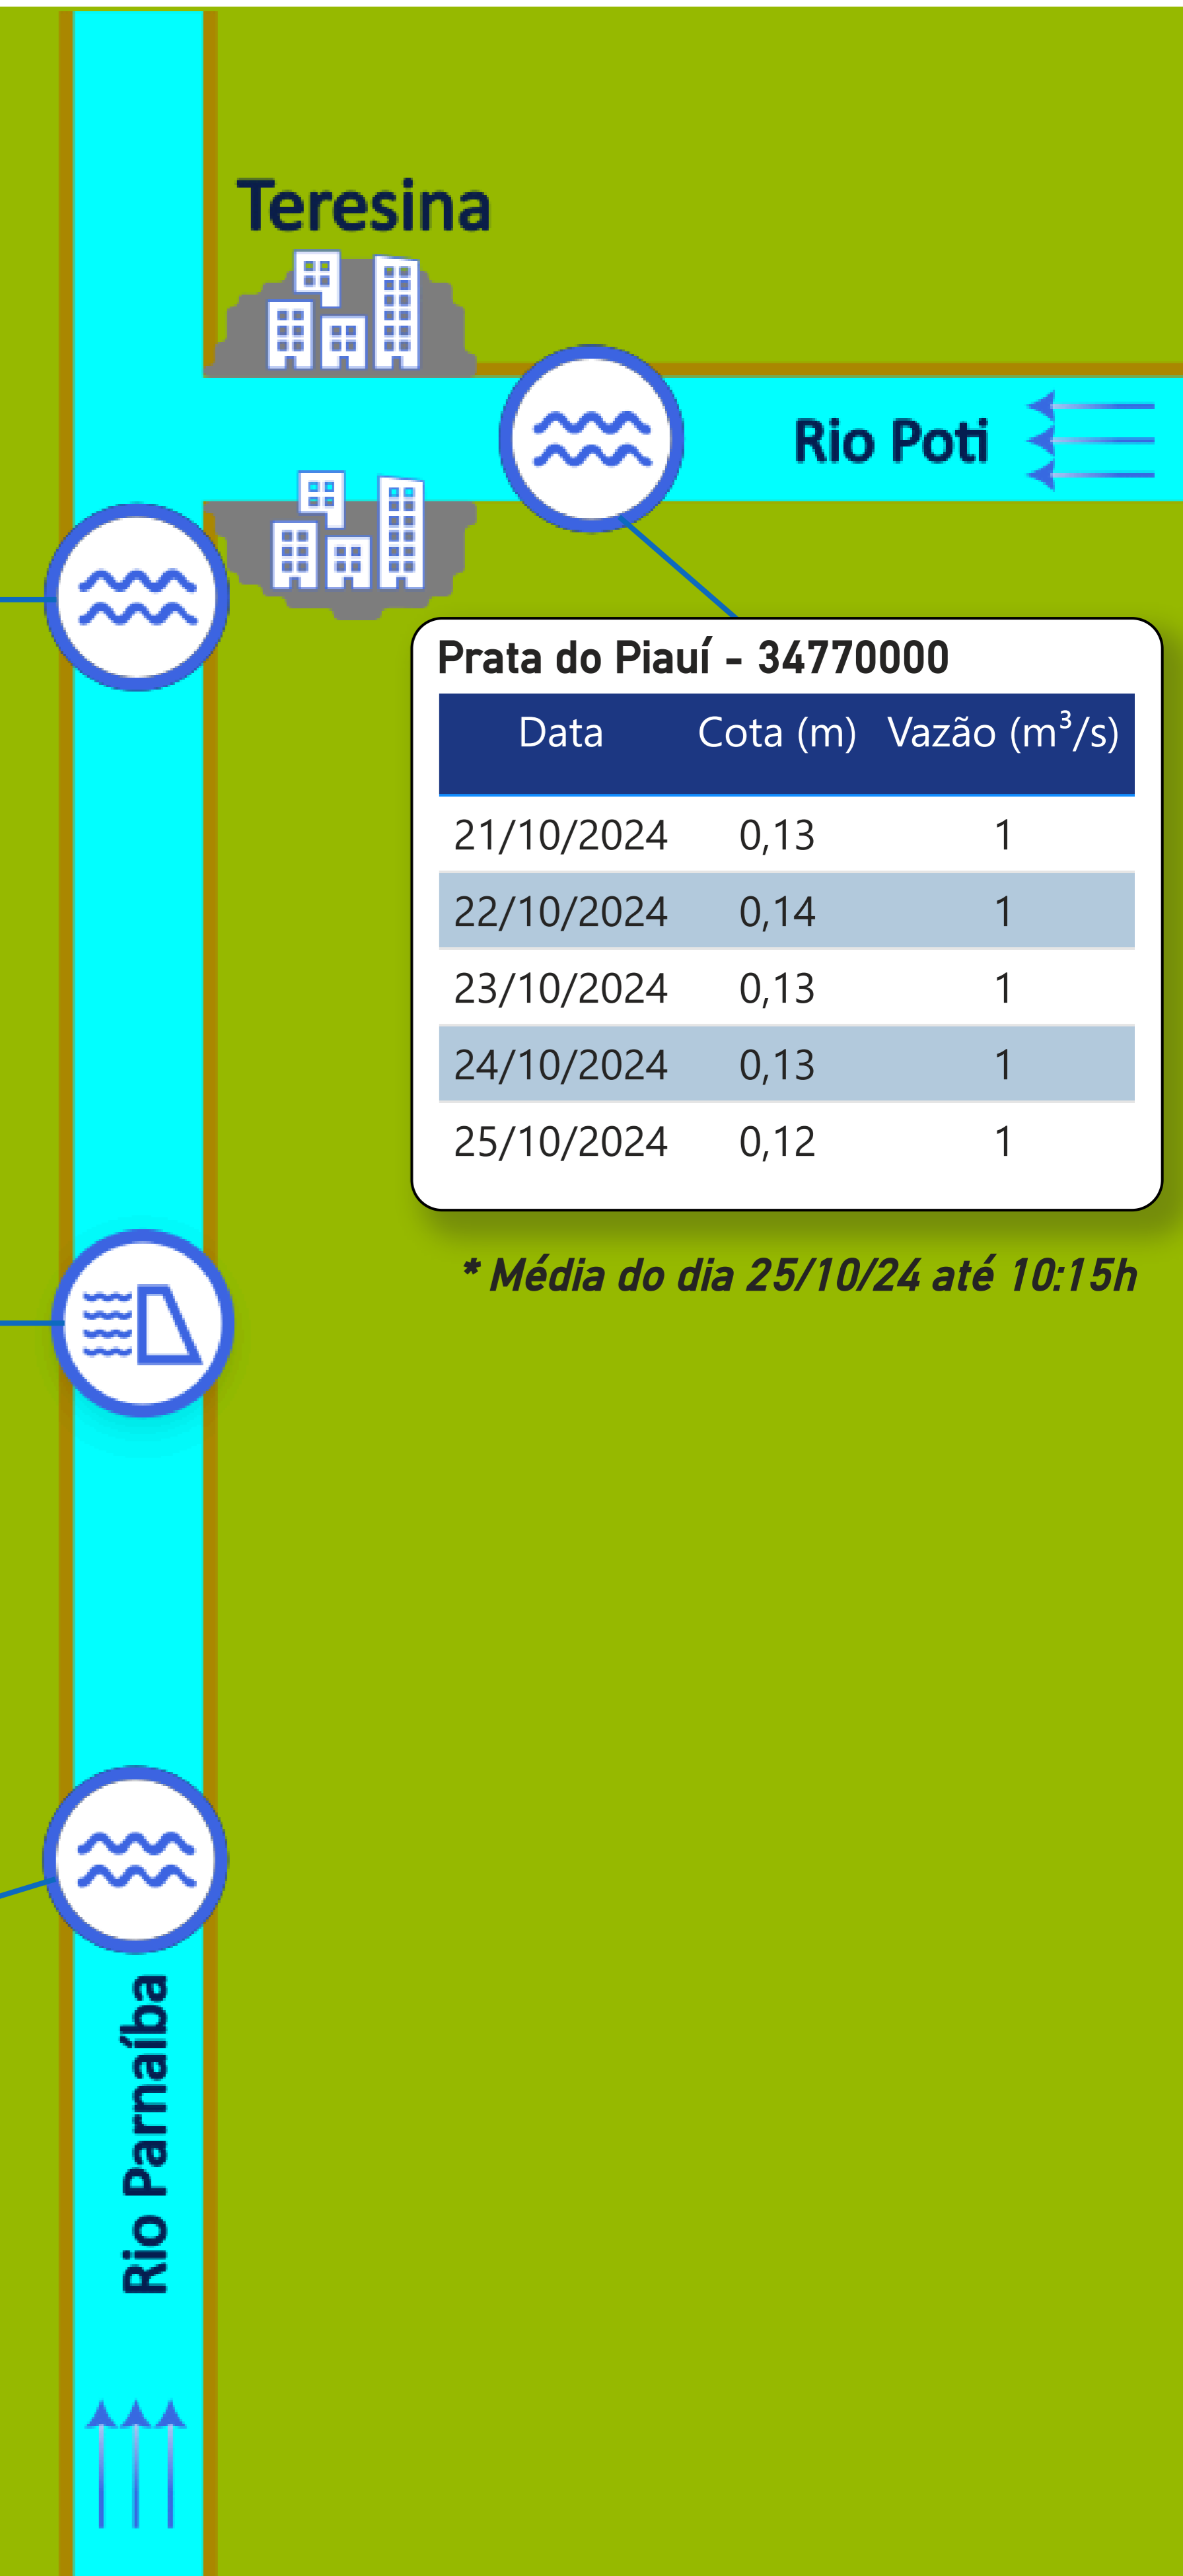 Teresina
Rio Poti
Prata do Piauí - 34770000
Data Cota (m) Vazão (m³/s)
21/10/2024 0,13 1
22/10/2024 0,14 1
23/10/2024 0,13 1
24/10/2024 0,13 1
25/10/2024 0,12 1
* Média do dia 25/10/24 até 10:15h
Rio Parnaíba